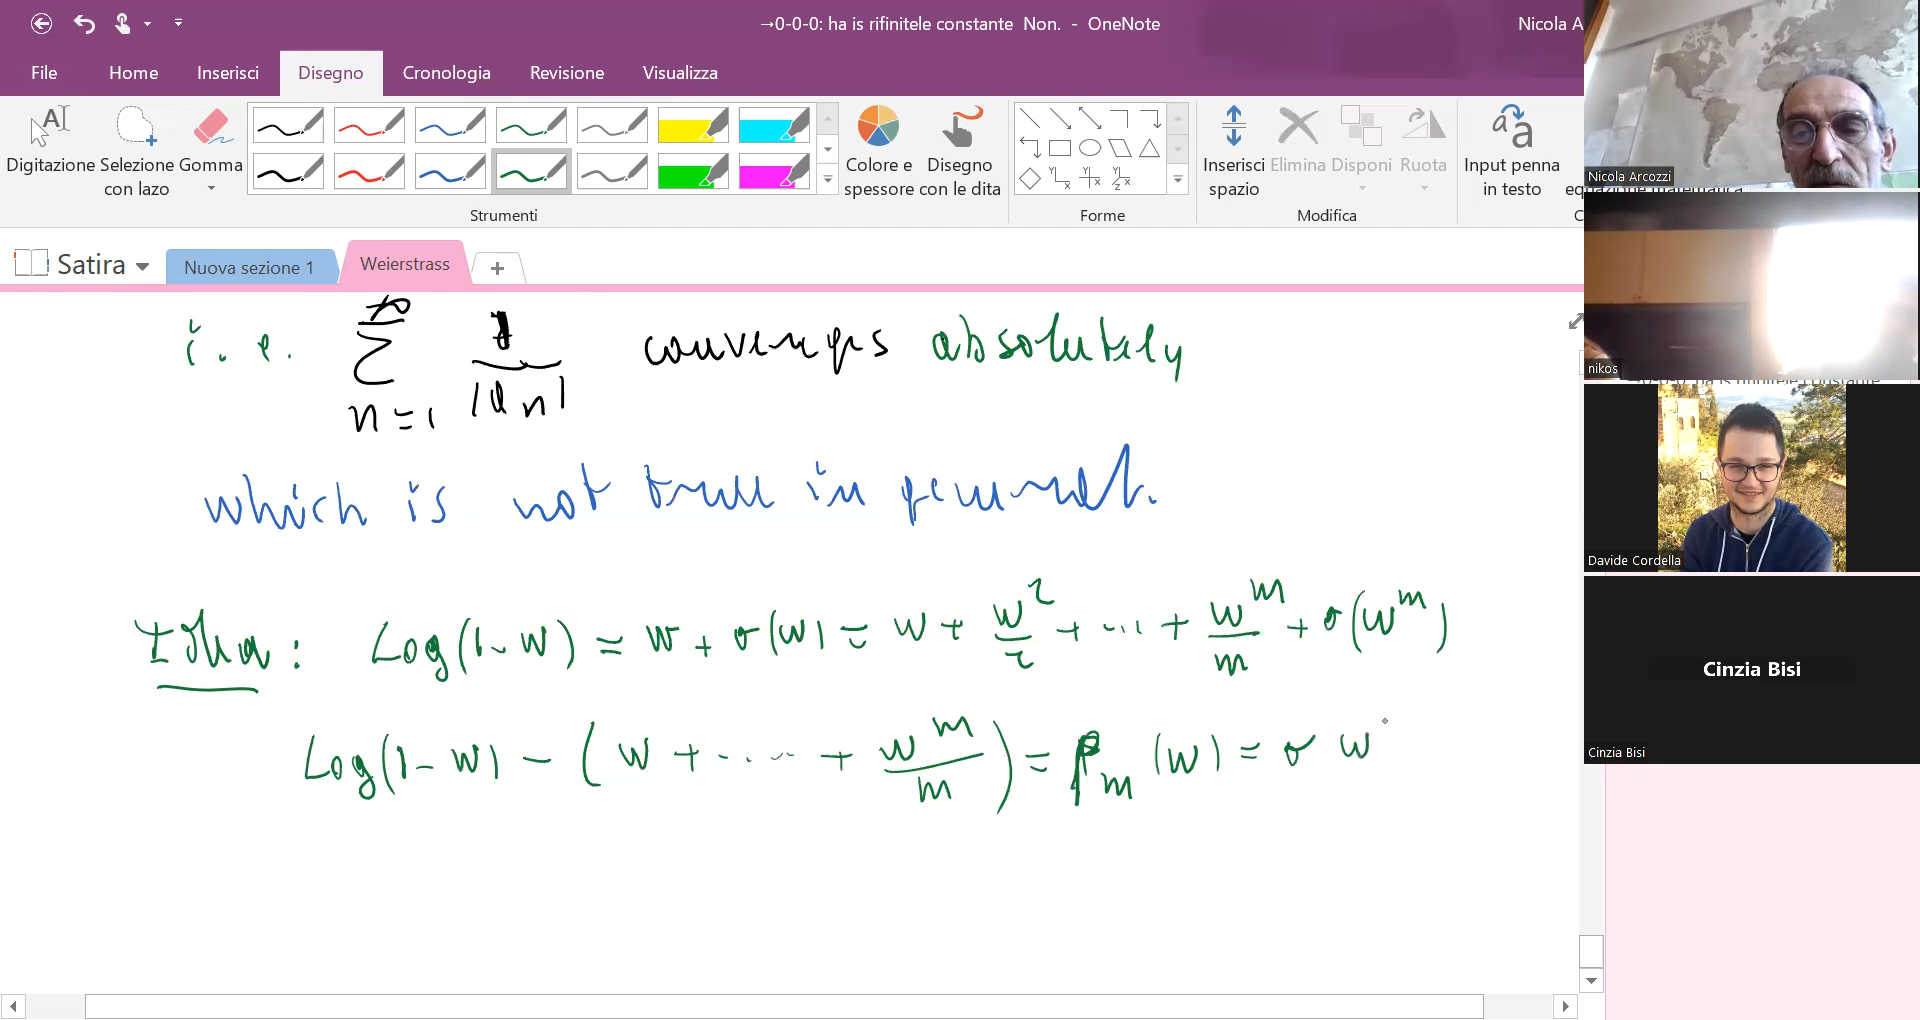 →0-0-0: ha is rifinitele constante Non. - OneNote
Nicola A
File Home Inserisci Disegno Cronologia Revisione Visualizza
Digitazione
Selezione con lazo
Gomma
Strumenti
Colore e spessore
Disegno con le dita
Forme
Inserisci spazio
Elimina
Disponi
Ruota
Modifica
Input penna in testo
Satira
Nuova sezione 1
Weierstrass
+
i.e. ∑ n=1 ∞ 1/|a_n| converges absolutely
which is not true in general.
Idea: Log(1-w) = w + o(w) = w + w^2/2 + ... + w^m/m + o(w^m)
Log(1-w) - (w + ... + w^m/m) = p_m(w) = o w
Nicola Arcozzi
nikos
Davide Cordella
Cinzia Bisi
Cinzia Bisi